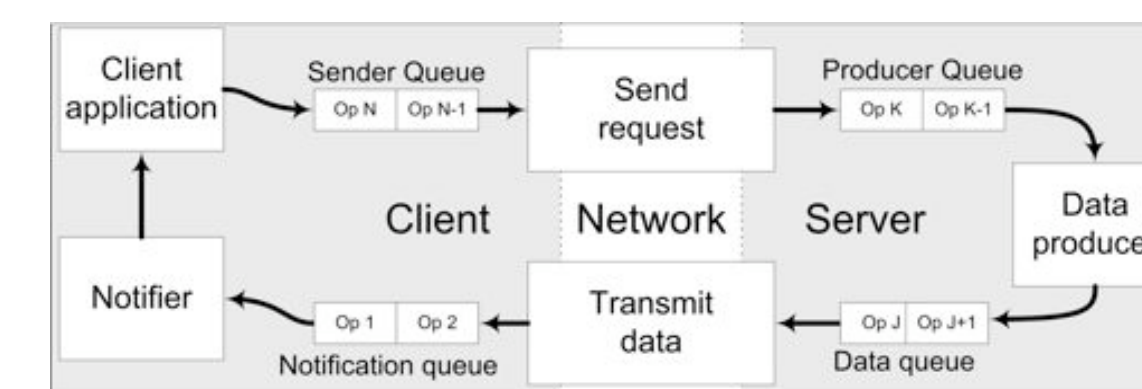 Client
application
Sender Queue
Op N Op N-1
Send
request
Producer Queue
Op K Op K-1
Data
produce
Client
Network
Server
Notifier
Op 1 Op 2
Notification queue
Transmit
data
Op J Op J+1
Data queue